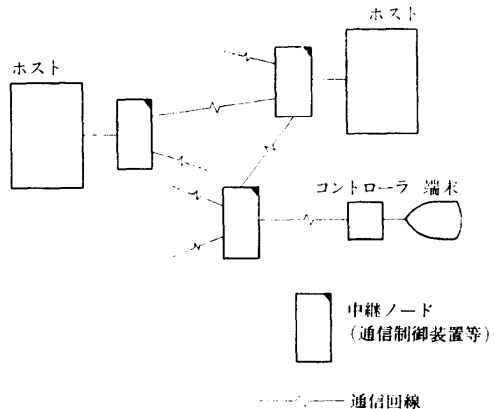 ホスト
ホスト
コントローラ 端末
中継ノード
(通信制御装置等)
通信回線